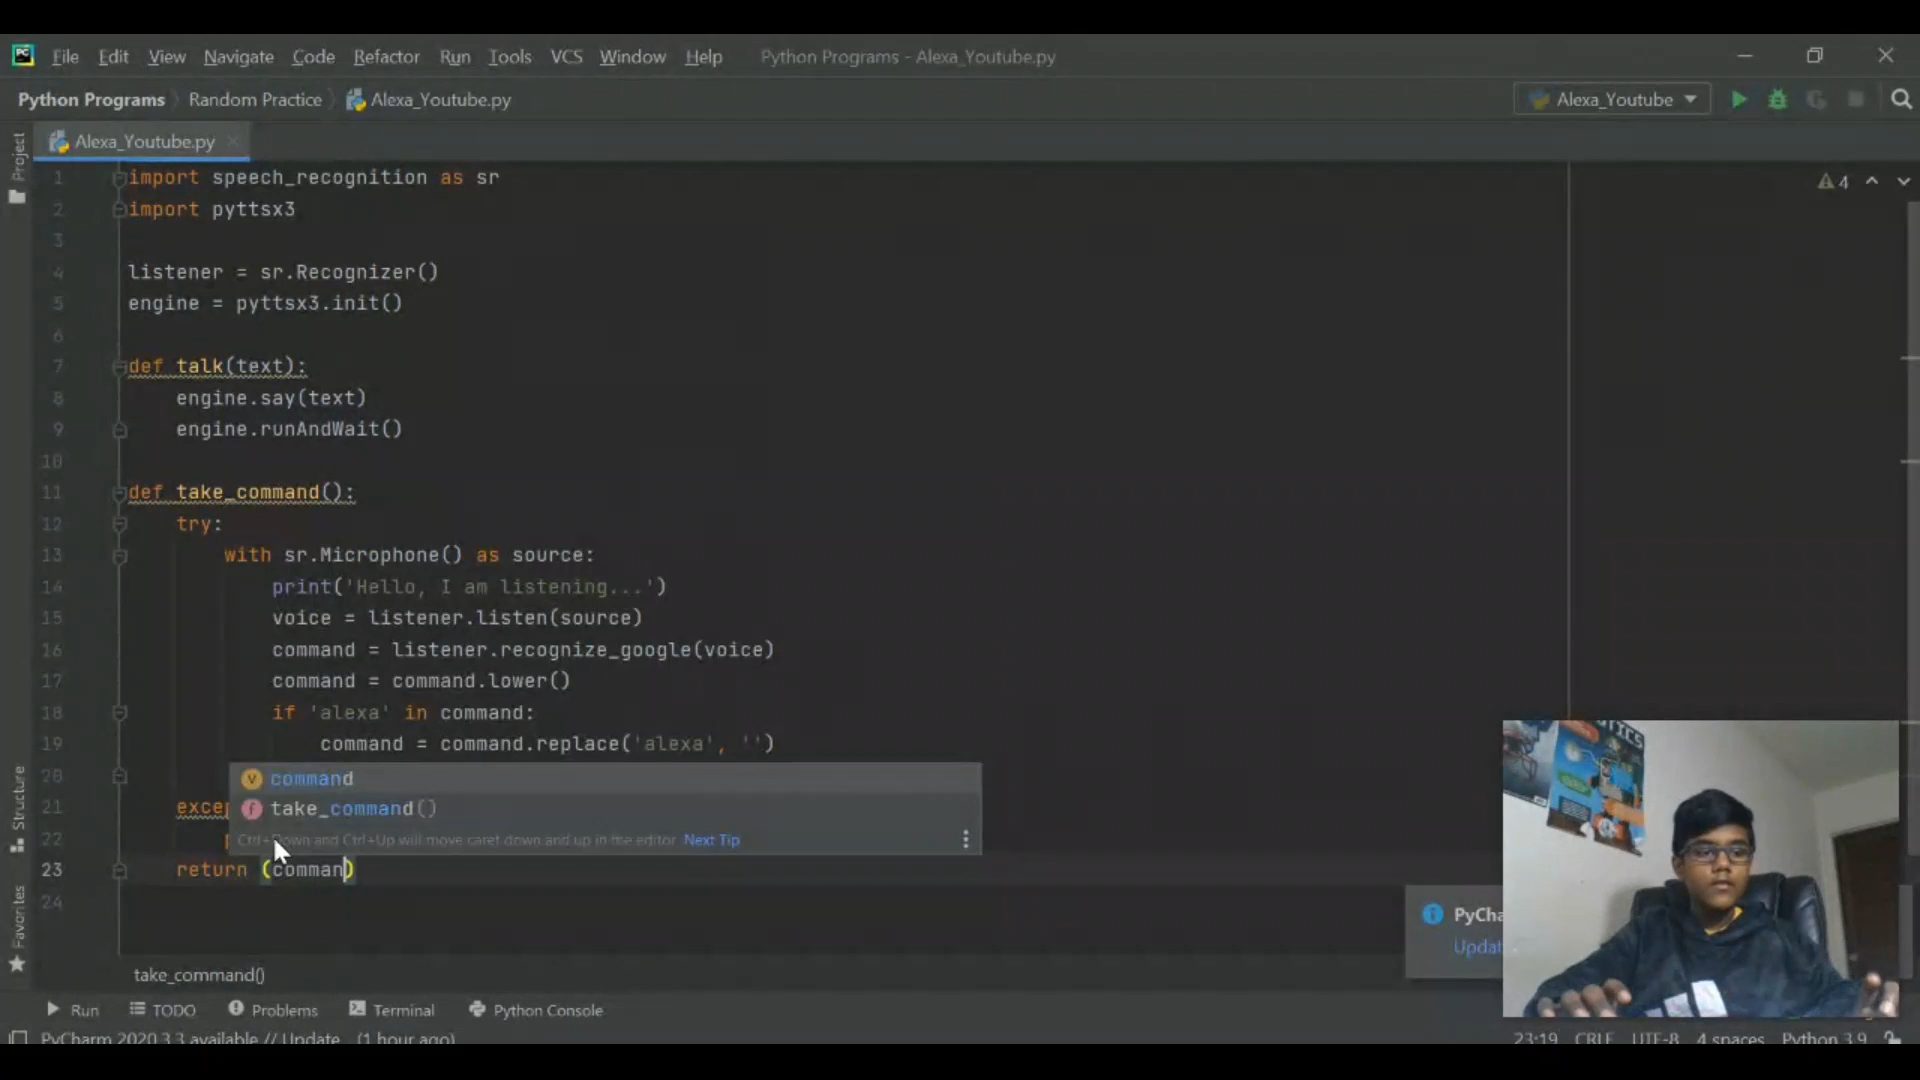 PC File Edit View Navigate Code Refactor Run Tools VCS Window Help Python Programs - Alexa_Youtube.py
Python Programs Random Practice Alexa_Youtube.py Alexa_Youtube
Alexa_Youtube.py
Project
Structure
Favorites
4
1 import speech_recognition as sr
2 import pyttsx3
3
4 listener = sr.Recognizer()
5 engine = pyttsx3.init()
6
7 def talk(text):
8 engine.say(text)
9 engine.runAndWait()
10
11 def take_command():
12 try:
13 with sr.Microphone() as source:
14 print('Hello, I am listening...')
15 voice = listener.listen(source)
16 command = listener.recognize_google(voice)
17 command = command.lower()
18 if 'alexa' in command:
19 command = command.replace('alexa', '')
20
v command
f take_command()
Ctrl+Down and Ctrl+Up will move caret down and up in the editor Next Tip
21 excep
22
23 return (comman)
24
PyCha
Updat
take_command()
Run TODO Problems Terminal Python Console
PyCharm 2020.3.3 available // Update... (1 hour ago) 23:19 CRLF UTF-8 4 spaces Python 3.9